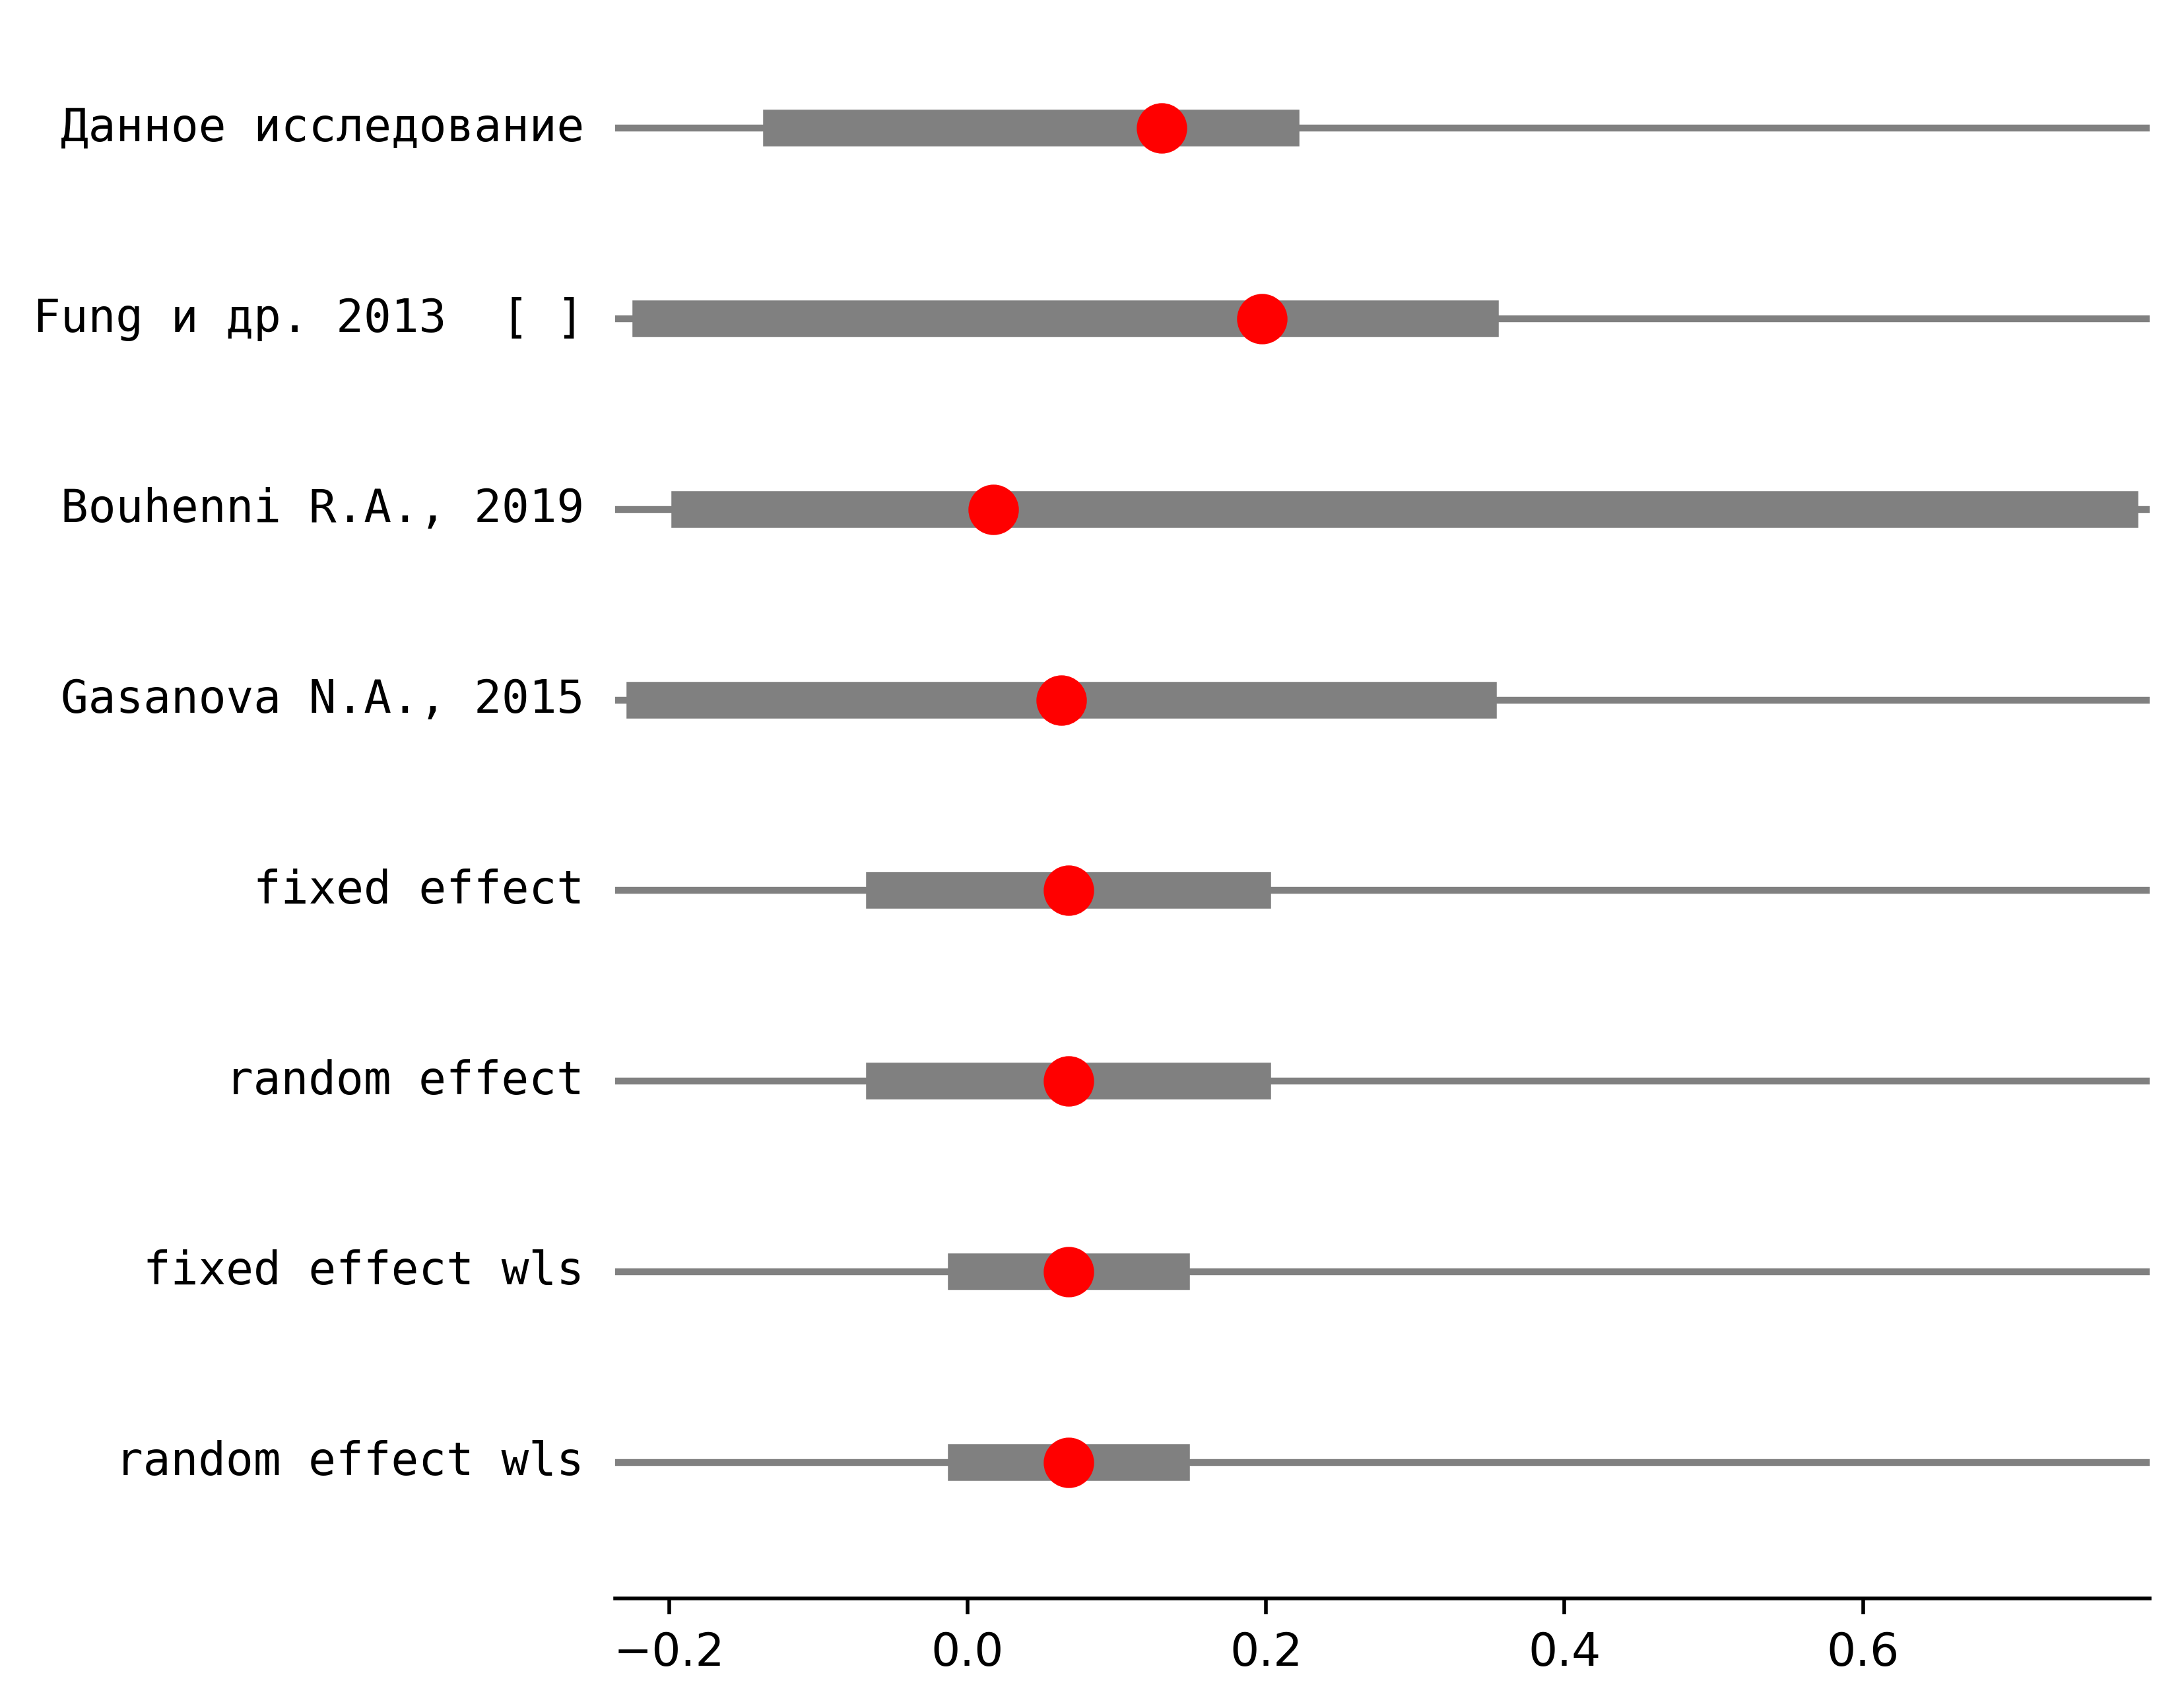 Данное исследование
Fung и др. 2013  [ ]
Bouhenni R.A., 2019
Gasanova N.A., 2015
fixed effect
random effect
fixed effect wls
random effect wls
−0.2 0.0 0.2 0.4 0.6